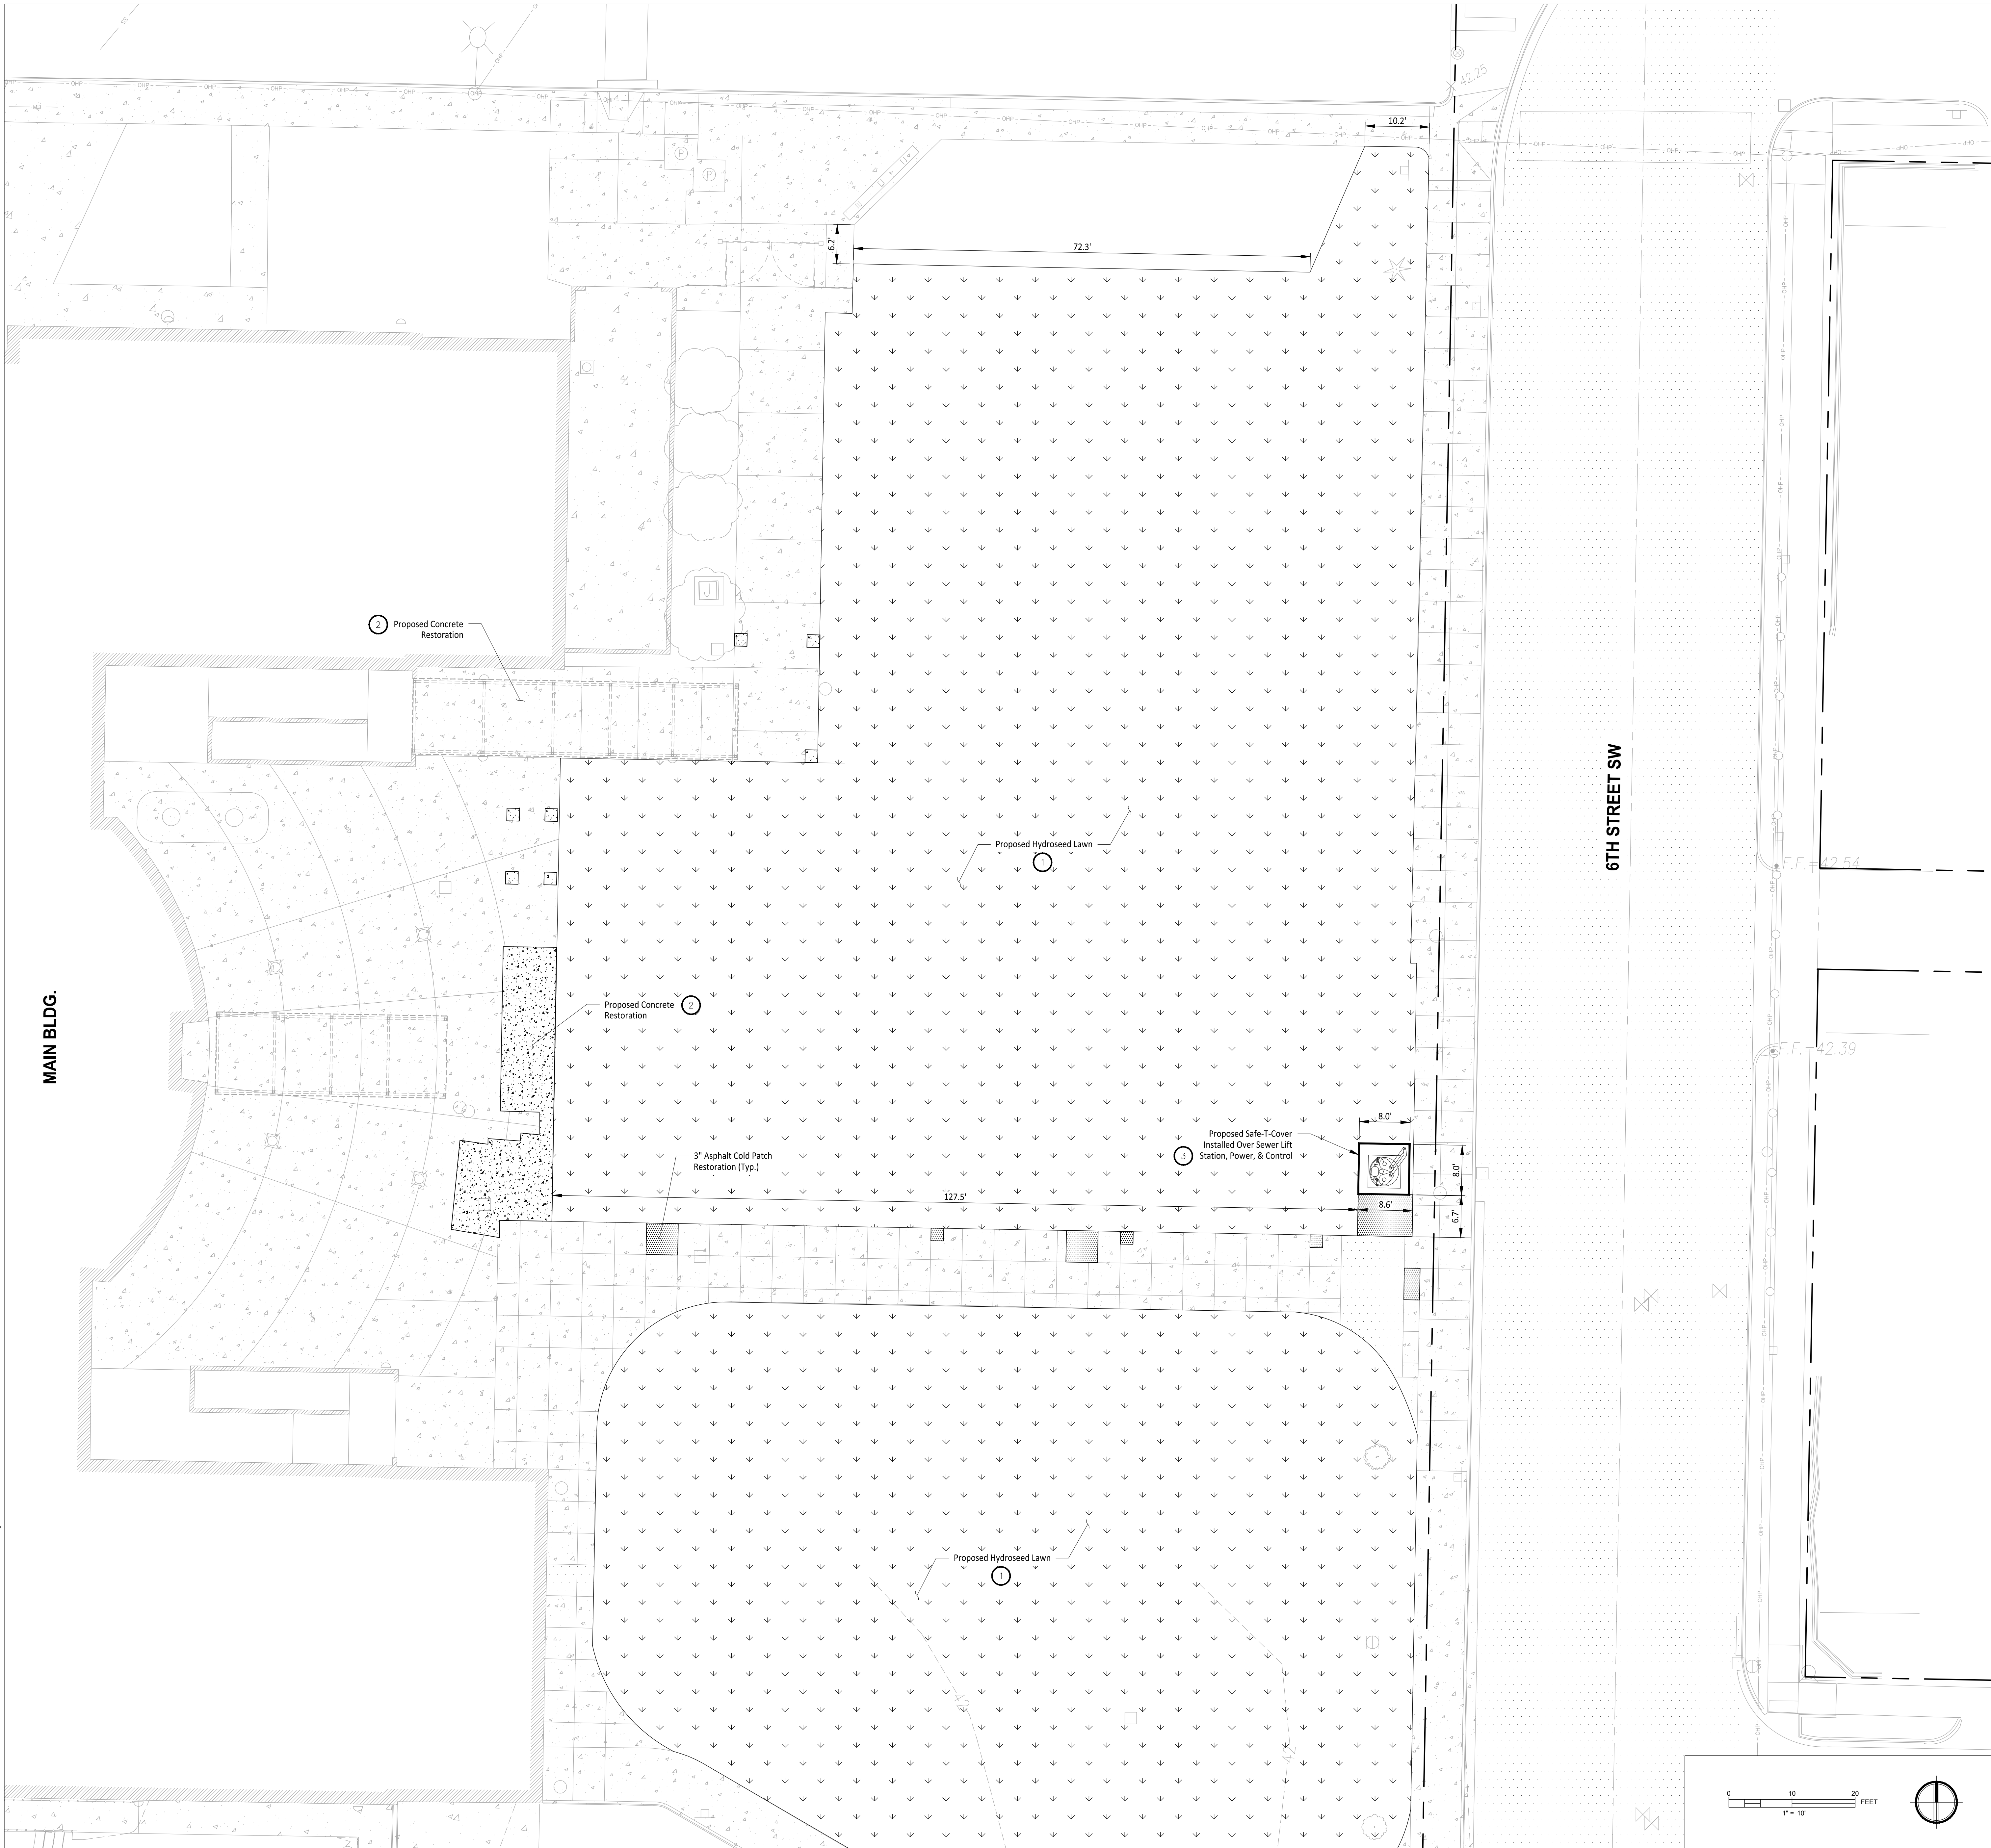 42.25
10.2'
P
P
6.2'
72.3'
J
2 Proposed Concrete
Restoration
6TH STREET SW
Proposed Hydroseed Lawn
1
F.F.=42.54
MAIN BLDG.
Proposed Concrete 2
Restoration
F.F.=42.39
8.0'
Proposed Safe-T-Cover
Installed Over Sewer Lift
3 Station, Power, & Control
8.0'
3" Asphalt Cold Patch
Restoration (Typ.)
127.5'
8.6'
6.7'
Proposed Hydroseed Lawn
1
42
42
0 10 20
FEET
1" = 10'